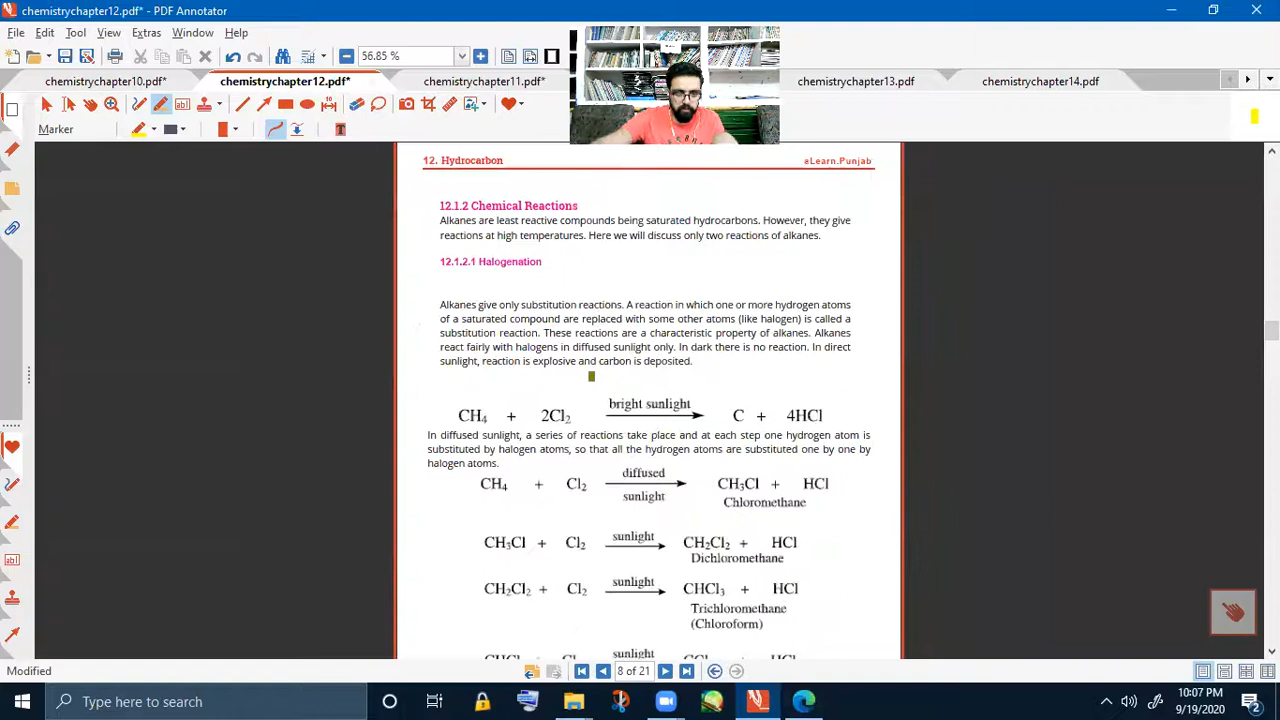 chemistrychapter12.pdf* - PDF Annotator
File Edit Tool View Extras Window Help
56.85 %
chemistrychapter10.pdf* chemistrychapter12.pdf* chemistrychapter11.pdf* chemistrychapter13.pdf chemistrychapter14.pdf
Marker
12. Hydrocarbon eLearn.Punjab
12.1.2 Chemical Reactions
Alkanes are least reactive compounds being saturated hydrocarbons. However, they give
reactions at high temperatures. Here we will discuss only two reactions of alkanes.
12.1.2.1 Halogenation
Alkanes give only substitution reactions. A reaction in which one or more hydrogen atoms
of a saturated compound are replaced with some other atoms (like halogen) is called a
substitution reaction. These reactions are a characteristic property of alkanes. Alkanes
react fairly with halogens in diffused sunlight only. In dark there is no reaction. In direct
sunlight, reaction is explosive and carbon is deposited.
bright sunlight
CH₄ + 2Cl₂ C + 4HCl
In diffused sunlight, a series of reactions take place and at each step one hydrogen atom is
substituted by halogen atoms, so that all the hydrogen atoms are substituted one by one by
halogen atoms.
diffused
CH₄ + Cl₂ CH₃Cl + HCl
sunlight
Chloromethane
sunlight
CH₃Cl + Cl₂ CH₂Cl₂ + HCl
Dichloromethane
sunlight
CH₂Cl₂ + Cl₂ CHCl₃ + HCl
Trichloromethane
(Chloroform)
sunlight
Modified 8 of 21
Type here to search
10:07 PM
9/19/2020
2